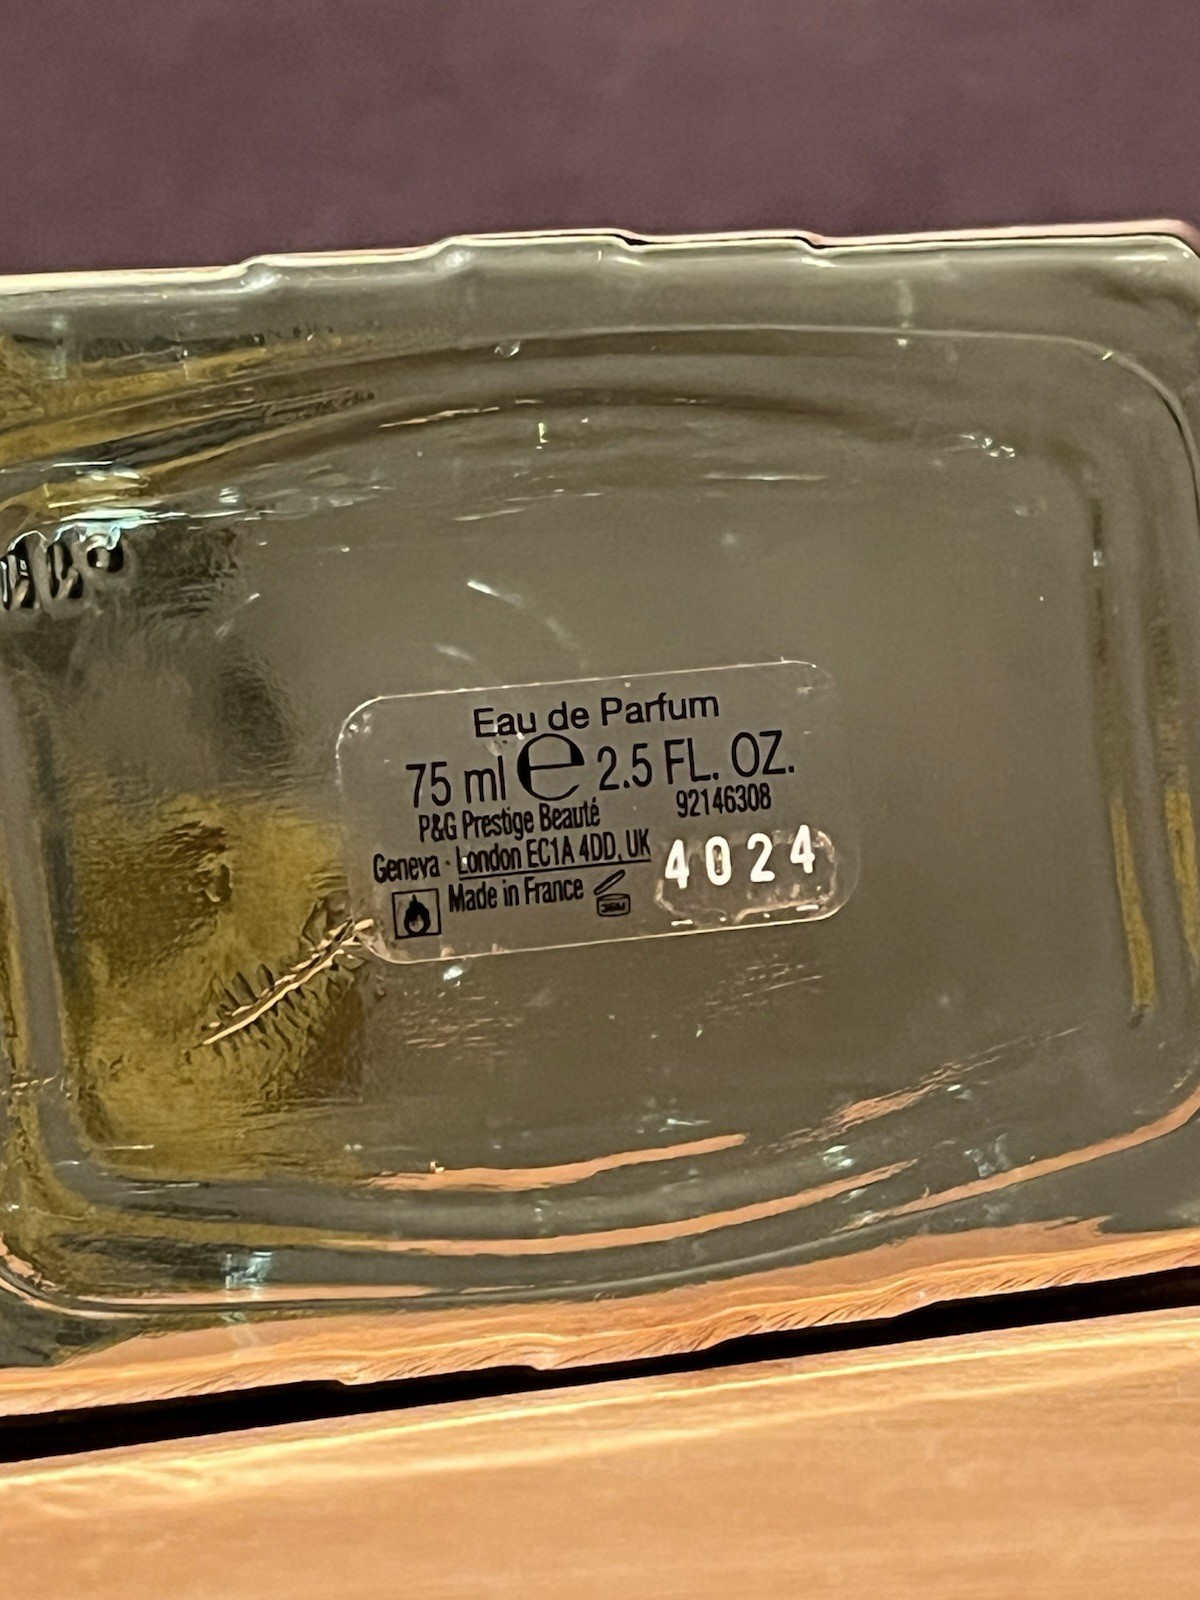 Eau de Parfum
75 ml e 2.5 FL. OZ.
P&G Prestige Beauté 92146308
Geneva · London EC1A 4DD, UK
4024
Made in France